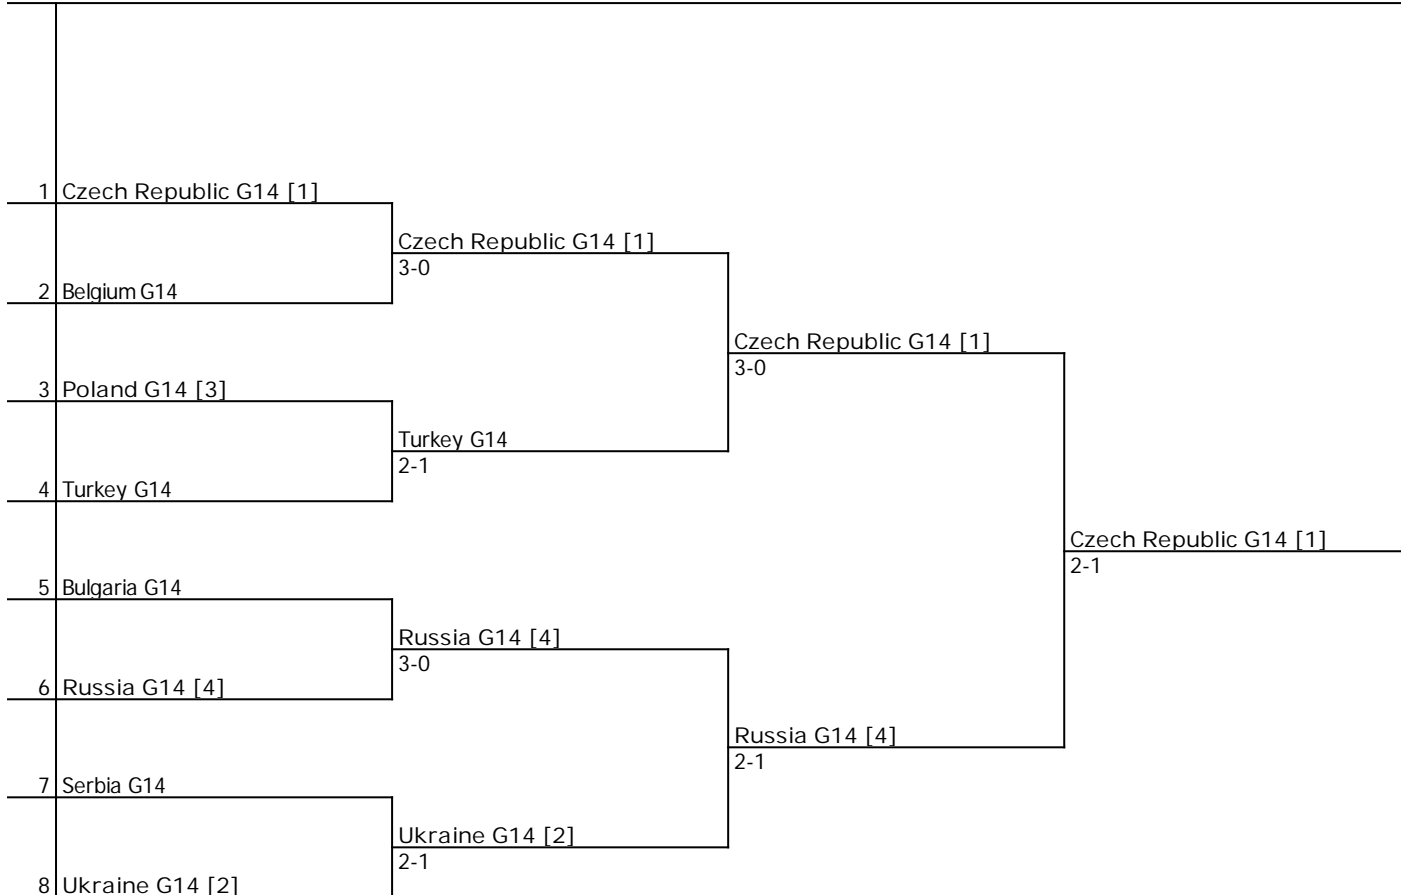 1 Czech Republic G14 [1]
Czech Republic G14 [1]
3-0
2 Belgium G14
Czech Republic G14 [1]
3-0
3 Poland G14 [3]
Turkey G14
2-1
4 Turkey G14
Czech Republic G14 [1]
2-1
5 Bulgaria G14
Russia G14 [4]
3-0
6 Russia G14 [4]
Russia G14 [4]
2-1
7 Serbia G14
Ukraine G14 [2]
2-1
8 Ukraine G14 [2]